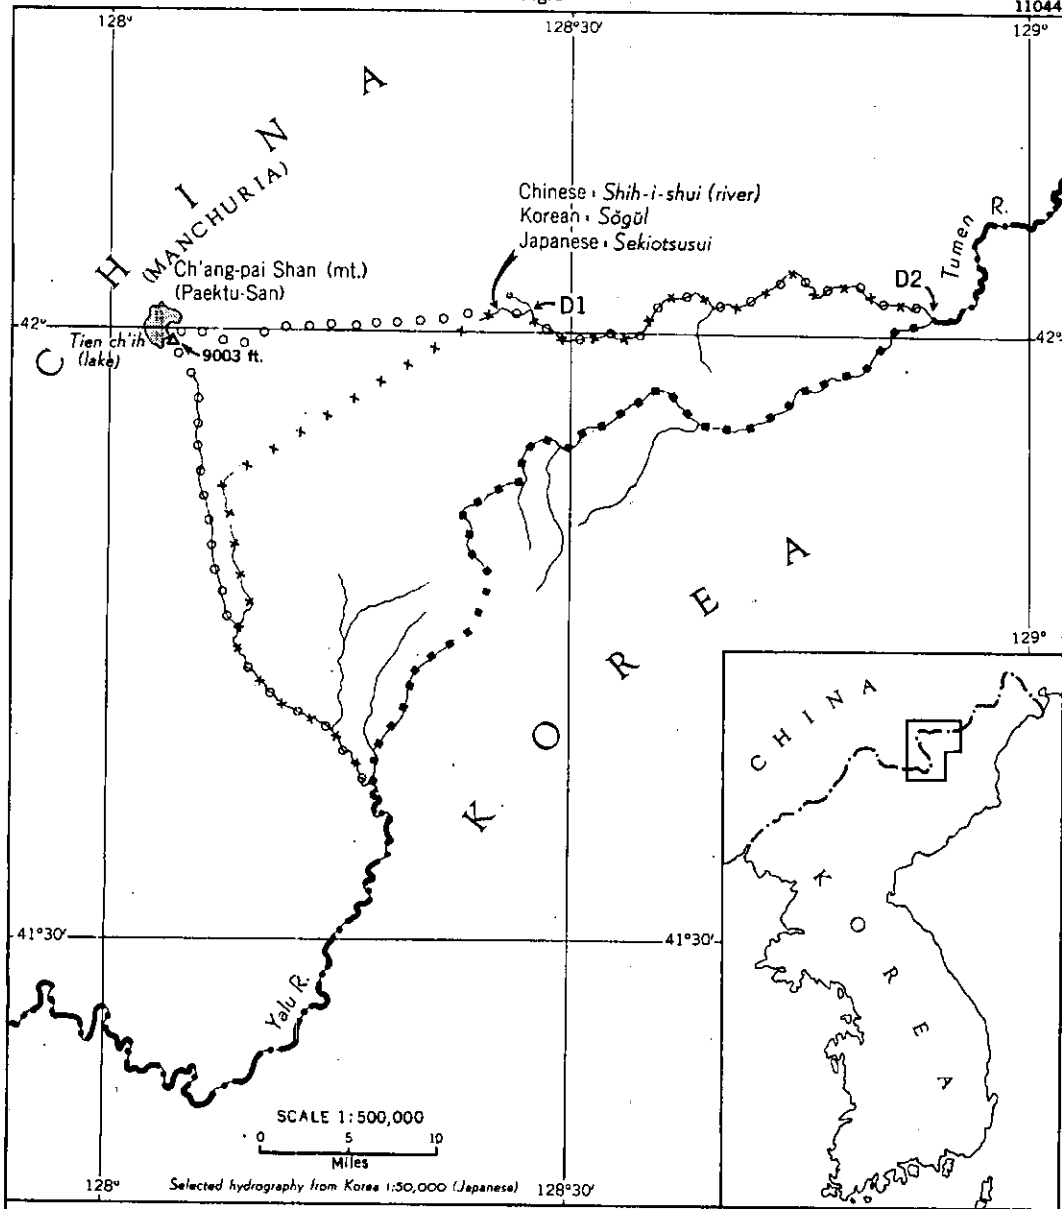 11044
128°
128°30'
129°
C H I N A
(MANCHURIA)
Chinese : Shih-i-shui (river)
Korean : Sŏgŭl
Japanese : Sekiotsusui
Tumen R.
Ch'ang-pai Shan (mt.)
(Paektu-San)
D1
D2
42°
42°
Tien ch'ih
(lake)
9003 ft.
K O R E A
129°
CHINA
KOREA
41°30'
41°30'
Yalu R.
SCALE 1:500,000
0 5 10
Miles
Selected hydrography from Korea 1:50,000 (Japanese)
128°
128°30'